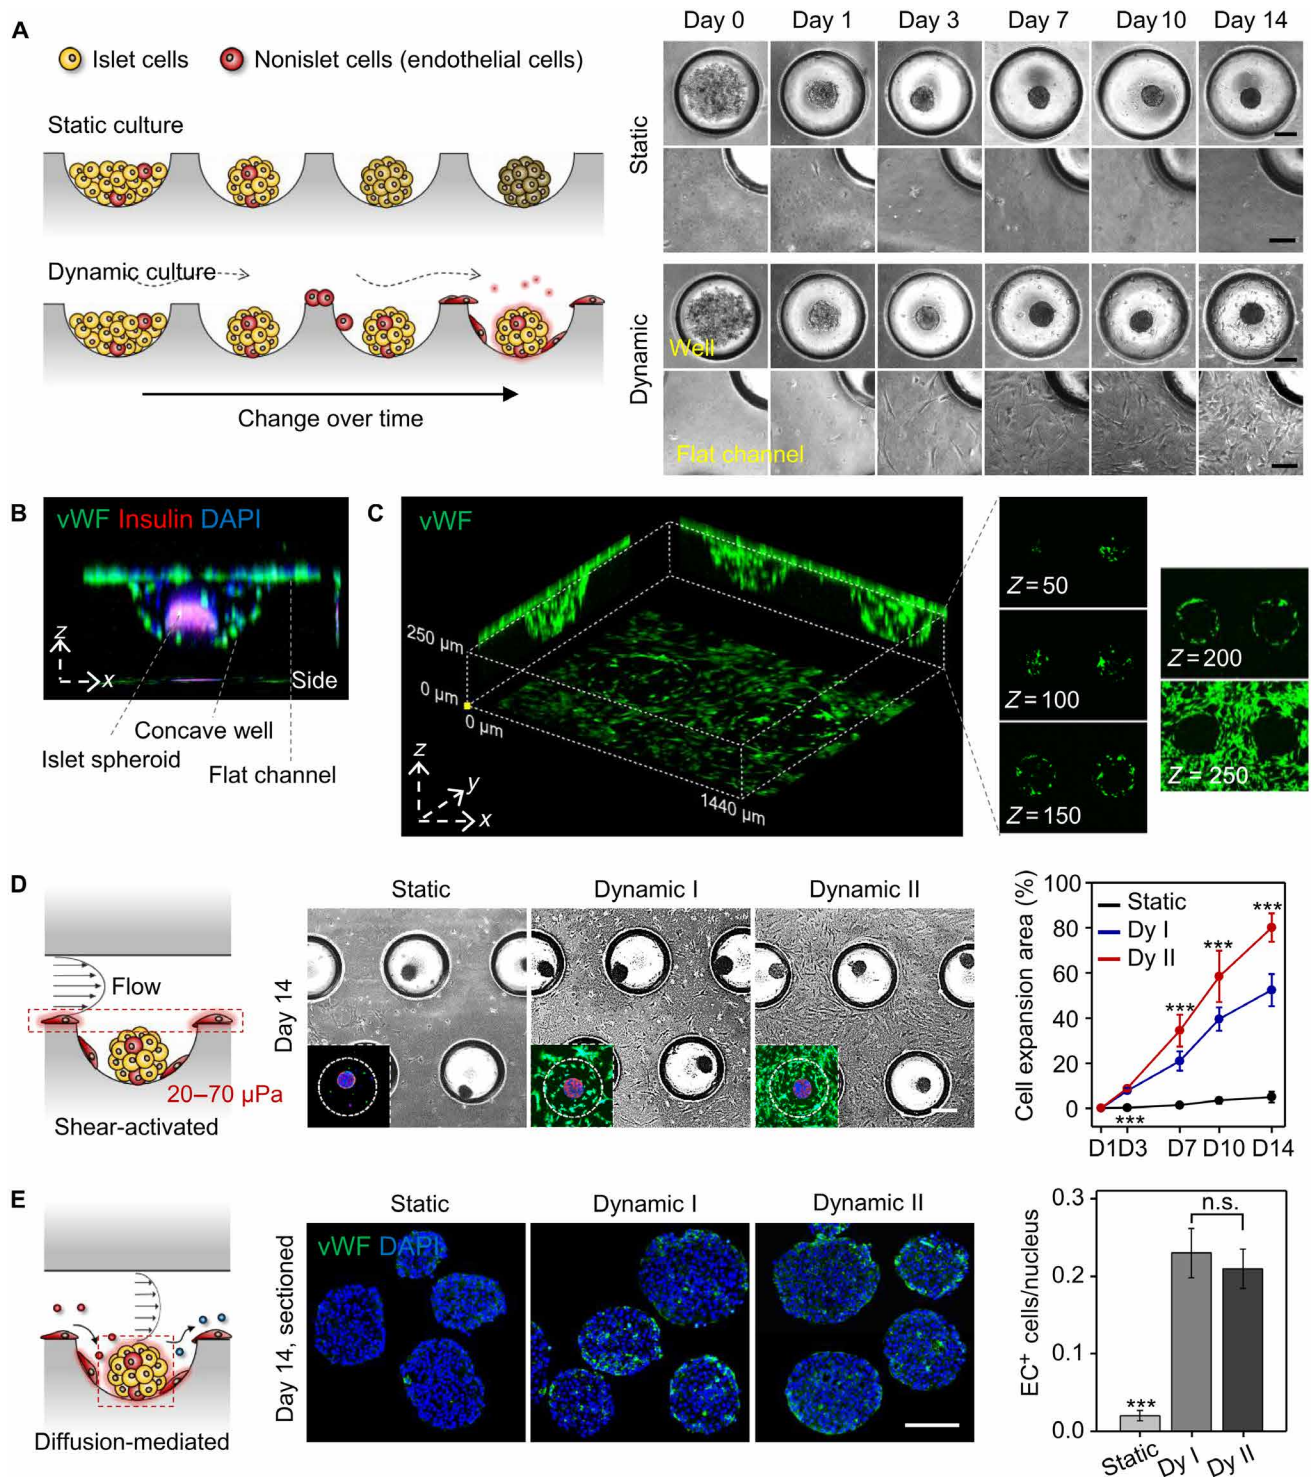 A
Islet cells
Nonislet cells (endothelial cells)
Static culture
Dynamic culture
Change over time
Day 0
Day 1
Day 3
Day 7
Day 10
Day 14
Static
Dynamic
Well
Flat channel
B
vWF Insulin DAPI
z
x
Side
Concave well
Islet spheroid
Flat channel
C
vWF
250 μm
0 μm
0 μm
1440 μm
z
y
x
Z = 50
Z = 100
Z = 150
Z = 200
Z = 250
D
Flow
20–70 μPa
Shear-activated
Static
Dynamic I
Dynamic II
Day 14
Cell expansion area (%)
100
80
60
40
20
0
Static
Dy I
Dy II
***
***
***
***
D1
D3
D7
D10
D14
E
Diffusion-mediated
Static
Dynamic I
Dynamic II
Day 14, sectioned
vWF DAPI
EC⁺ cells/nucleus
0.3
0.2
0.1
0.0
n.s.
***
Static
Dy I
Dy II